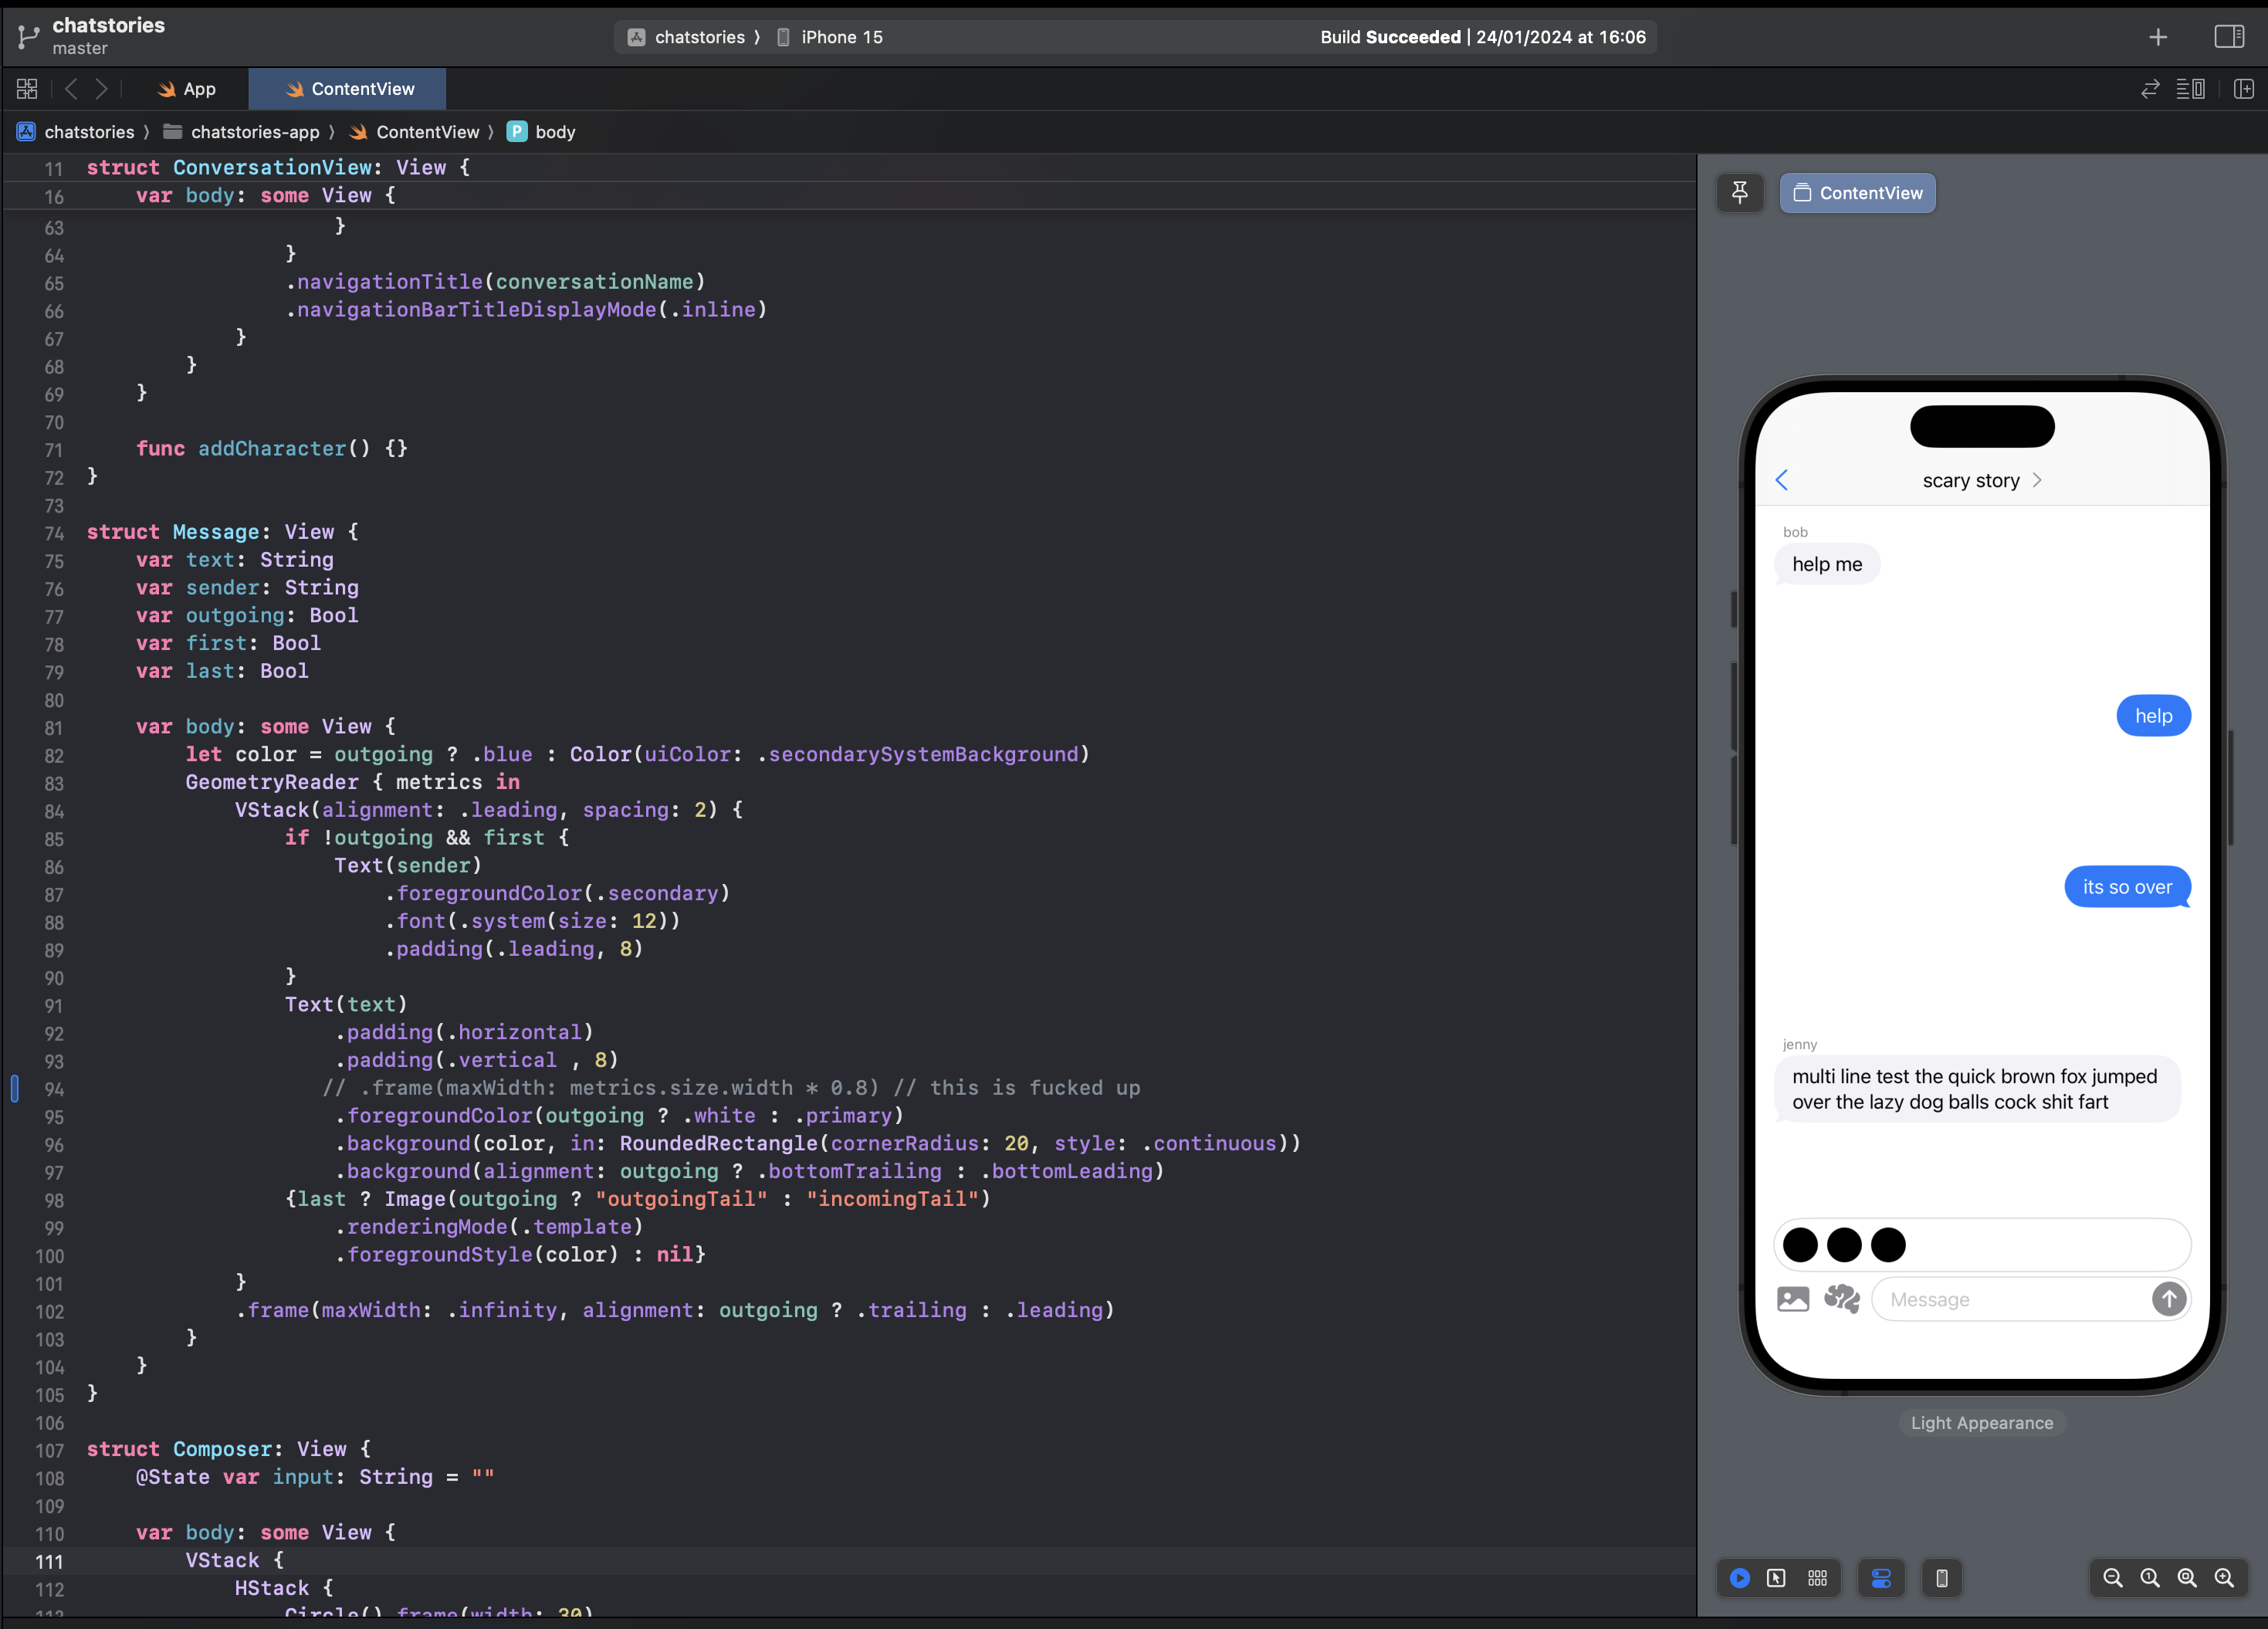 chatstories
master
chatstories ⟩ iPhone 15
Build Succeeded | 24/01/2024 at 16:06
App
ContentView
chatstories ⟩ chatstories-app ⟩ ContentView ⟩ P body
11 struct ConversationView: View {
16     var body: some View {
63                     }
64                 }
65                 .navigationTitle(conversationName)
66                 .navigationBarTitleDisplayMode(.inline)
67             }
68         }
69     }
70
71     func addCharacter() {}
72 }
73
74 struct Message: View {
75     var text: String
76     var sender: String
77     var outgoing: Bool
78     var first: Bool
79     var last: Bool
80
81     var body: some View {
82         let color = outgoing ? .blue : Color(uiColor: .secondarySystemBackground)
83         GeometryReader { metrics in
84             VStack(alignment: .leading, spacing: 2) {
85                 if !outgoing && first {
86                     Text(sender)
87                         .foregroundColor(.secondary)
88                         .font(.system(size: 12))
89                         .padding(.leading, 8)
90                 }
91                 Text(text)
92                     .padding(.horizontal)
93                     .padding(.vertical , 8)
94                    // .frame(maxWidth: metrics.size.width * 0.8) // this is fucked up
95                     .foregroundColor(outgoing ? .white : .primary)
96                     .background(color, in: RoundedRectangle(cornerRadius: 20, style: .continuous))
97                     .background(alignment: outgoing ? .bottomTrailing : .bottomLeading)
98                 {last ? Image(outgoing ? "outgoingTail" : "incomingTail")
99                     .renderingMode(.template)
100                     .foregroundStyle(color) : nil}
101             }
102             .frame(maxWidth: .infinity, alignment: outgoing ? .trailing : .leading)
103         }
104     }
105 }
106
107 struct Composer: View {
108     @State var input: String = ""
109
110     var body: some View {
111         VStack {
112             HStack {
113                 Circle().frame(width: 30)
ContentView
scary story
bob
help me
help
its so over
jenny
multi line test the quick brown fox jumped
over the lazy dog balls cock shit fart
Message
Light Appearance